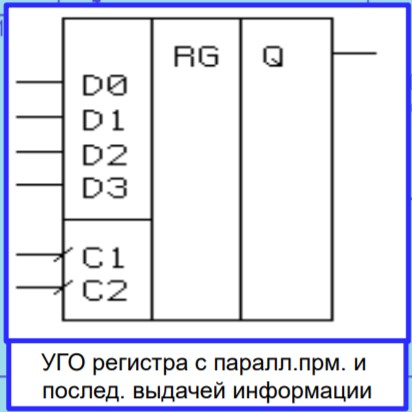 RG Q
D0
D1
D2
D3
C1
C2
УГО регистра с паралл.прм. и
послед. выдачей информации